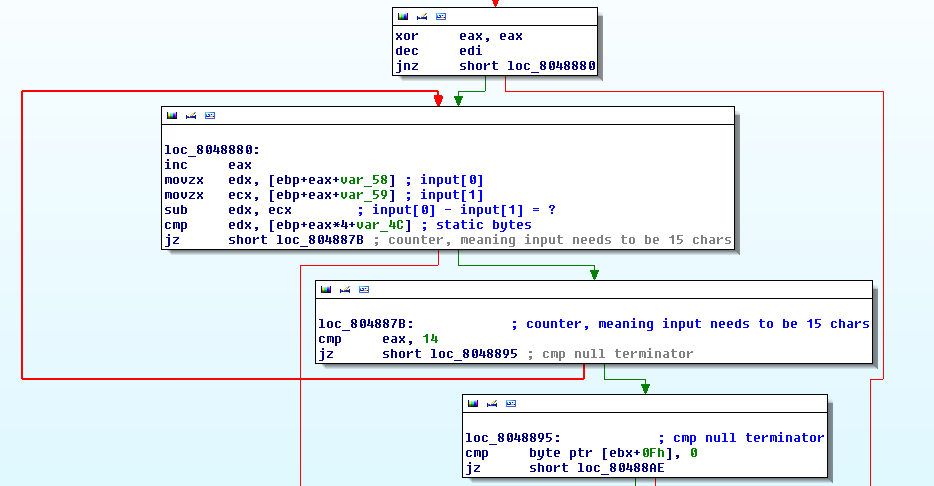 xor eax, eax
dec edi
jnz short loc_8048880
loc_8048880:
inc eax
movzx edx, [ebp+eax+var_58] ; input[0]
movzx ecx, [ebp+eax+var_59] ; input[1]
sub edx, ecx ; input[0] - input[1] = ?
cmp edx, [ebp+eax*4+var_4C] ; static bytes
jz short loc_804887B ; counter, meaning input needs to be 15 chars
loc_804887B: ; counter, meaning input needs to be 15 chars
cmp eax, 14
jz short loc_8048895 ; cmp null terminator
loc_8048895: ; cmp null terminator
cmp byte ptr [ebx+0Fh], 0
jz short loc_80488AE